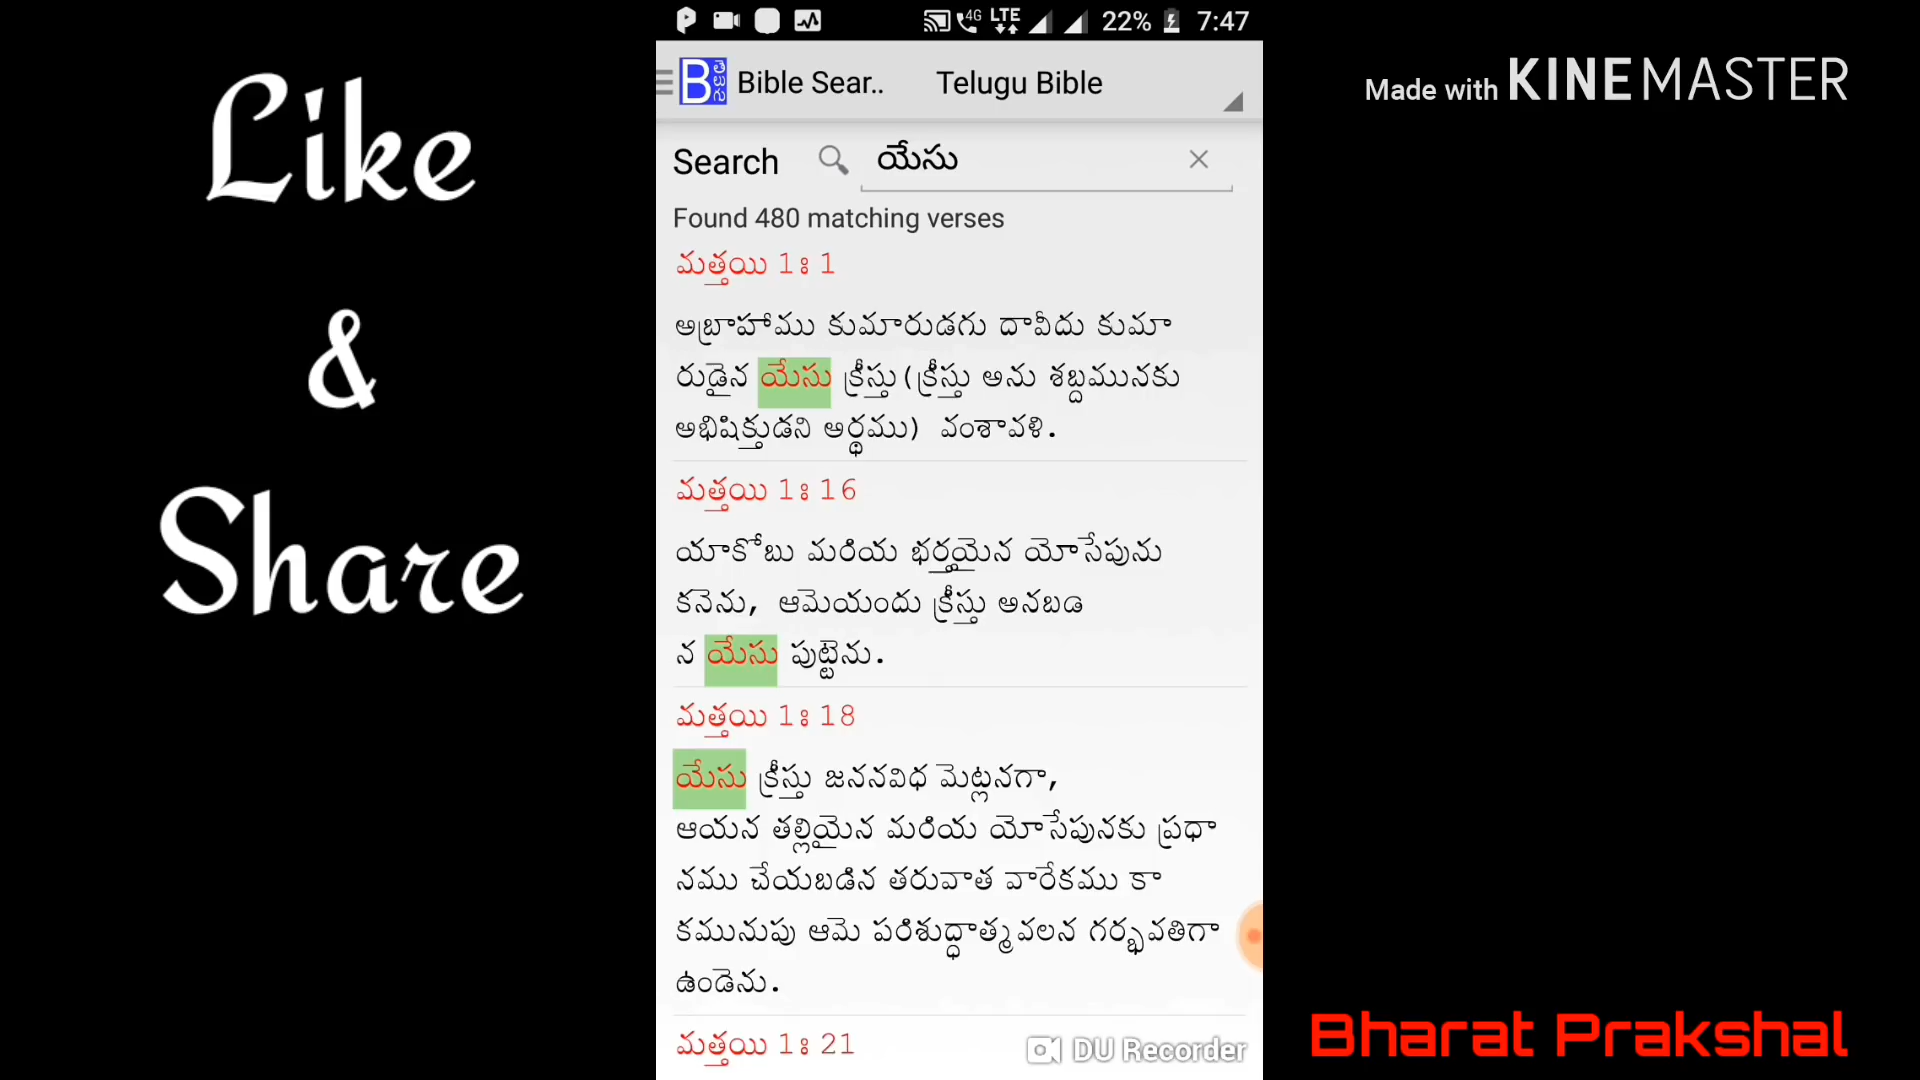 Like
&
Share
4G LTE 22% 7:47
B తెలుగు Bible Sear.. Telugu Bible
Search యేసు ×
Found 480 matching verses
మత్తయి 1: 1
అబ్రాహాము కుమారుడగు దావీదు కుమా
రుడైన యేసు క్రీస్తు(క్రీస్తు అను శబ్దమునకు
అభిషిక్తుడని అర్థము) వంశావళి.
మత్తయి 1: 16
యాకోబు మరియ భర్తయైన యోసేపును
కనెను, ఆమెయందు క్రీస్తు అనబడ
న యేసు పుట్టెను.
మత్తయి 1: 18
యేసు క్రీస్తు జననవిధ మెట్లనగా,
ఆయన తల్లియైన మరియ యోసేపునకు ప్రధా
నము చేయబడిన తరువాత వారేకము కా
కమునుపు ఆమె పరిశుద్ధాత్మవలన గర్భవతిగా
ఉండెను.
మత్తయి 1: 21
DU Recorder
Made with KINEMASTER
Bharat Prakshal